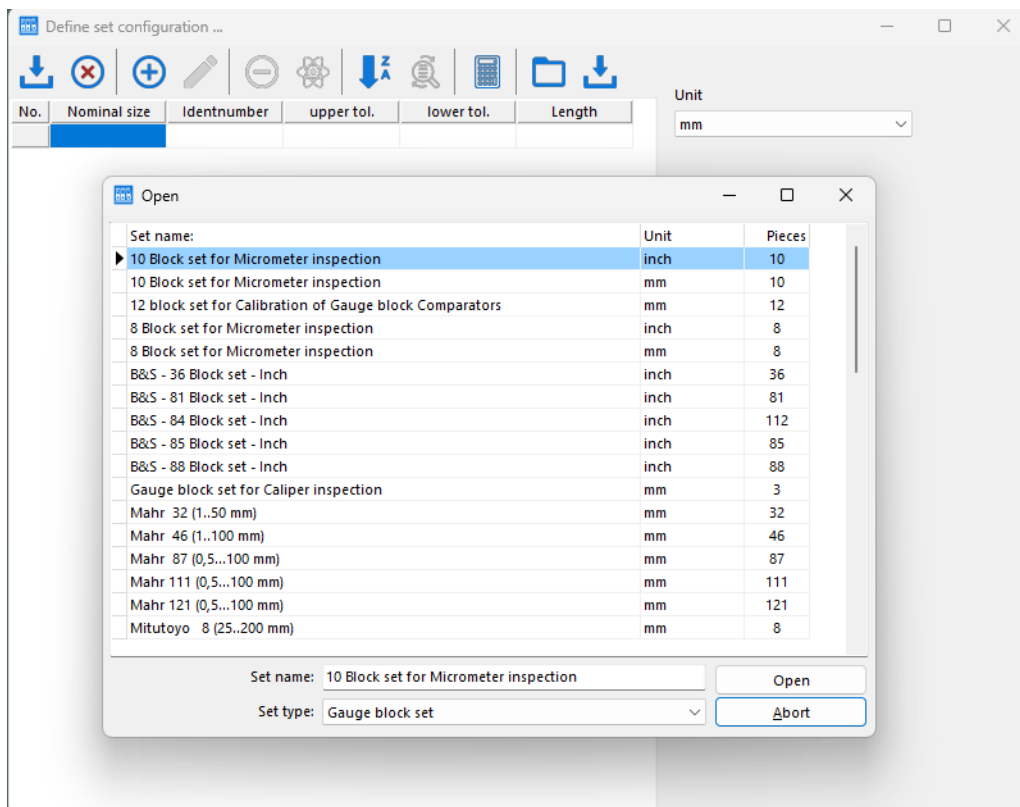 Define set configuration ...
Z
A
No. Nominal size Identnumber upper tol. lower tol. Length
Unit
mm
Open
Set name: Unit Pieces
10 Block set for Micrometer inspection inch 10
10 Block set for Micrometer inspection mm 10
12 block set for Calibration of Gauge block Comparators mm 12
8 Block set for Micrometer inspection inch 8
8 Block set for Micrometer inspection mm 8
B&S - 36 Block set - Inch inch 36
B&S - 81 Block set - Inch inch 81
B&S - 84 Block set - Inch inch 112
B&S - 85 Block set - Inch inch 85
B&S - 88 Block set - Inch inch 88
Gauge block set for Caliper inspection mm 3
Mahr 32 (1..50 mm) mm 32
Mahr 46 (1..100 mm) mm 46
Mahr 87 (0,5...100 mm) mm 87
Mahr 111 (0,5...100 mm) mm 111
Mahr 121 (0,5...100 mm) mm 121
Mitutoyo 8 (25..200 mm) mm 8
Set name: 10 Block set for Micrometer inspection Open
Set type: Gauge block set Abort